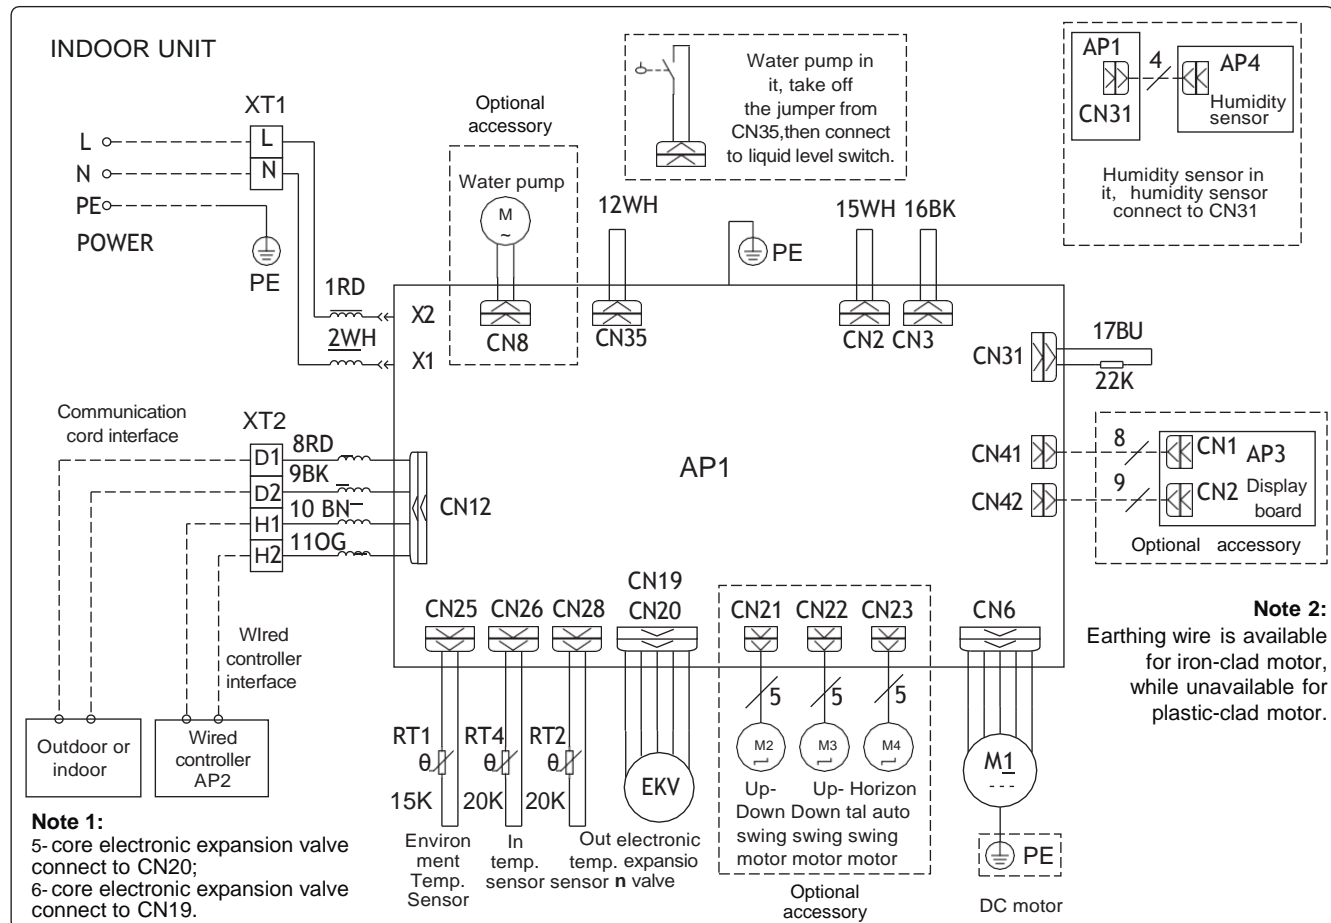 INDOOR UNIT
XT1
L
L
N
N
PE
POWER
PE
Optional
accessory
Water pump
M
~
CN8
Water pump in
it, take off
the jumper from
CN35,then connect
to liquid level switch.
AP1
CN31
4
AP4
Humidity
sensor
Humidity sensor in
it, humidity sensor
connect to CN31
12WH
CN35
PE
15WH 16BK
CN2 CN3
1RD
X2
2WH
X1
CN31
17BU
22K
Communication
cord interface
XT2
D1
8RD
D2
9BK
H1
10 BN
H2
11OG
CN12
AP1
CN41
8
CN1
AP3
CN42
9
CN2
Display
board
Optional accessory
WIred
controller
interface
Outdoor or
indoor
Wired
controller
AP2
CN25 CN26 CN28
CN19
CN20
CN21 CN22 CN23
CN6
5 5 5
RT1 RT4 RT2
θ θ θ
15K 20K 20K
EKV
M2 M3 M4
M1
Environ
ment
Temp.
Sensor
In
temp.
sensor
Out
temp.
sensor
electronic
expansio
n valve
Up- Up- Horizon
Down Down tal auto
swing swing swing
motor motor motor
Optional
accessory
PE
DC motor
Note 1:
5- core electronic expansion valve
connect to CN20;
6- core electronic expansion valve
connect to CN19.
Note 2:
Earthing wire is available
for iron-clad motor,
while unavailable for
plastic-clad motor.